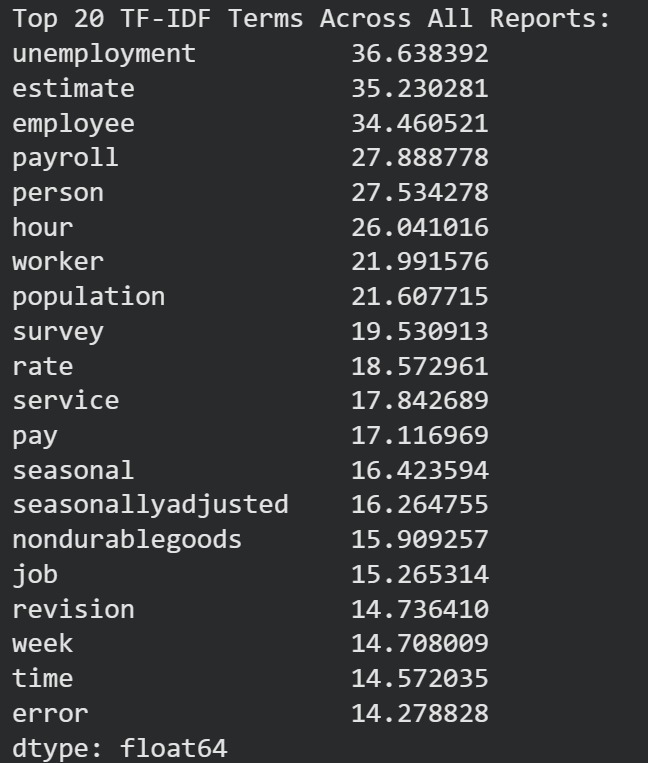 Top 20 TF-IDF Terms Across All Reports:
unemployment 36.638392
estimate 35.230281
employee 34.460521
payroll 27.888778
person 27.534278
hour 26.041016
worker 21.991576
population 21.607715
survey 19.530913
rate 18.572961
service 17.842689
pay 17.116969
seasonal 16.423594
seasonallyadjusted 16.264755
nondurablegoods 15.909257
job 15.265314
revision 14.736410
week 14.708009
time 14.572035
error 14.278828
dtype: float64